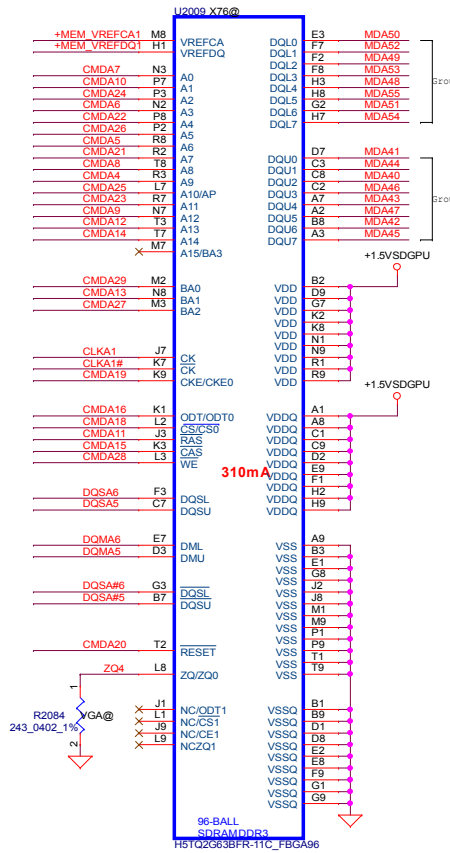 U2009 X76@
+MEM_VREFCA1 M8 VREFCA E3 DQL0 MDA50
+MEM_VREFDQ1 H1 VREFDQ F7 DQL1 MDA52
F2 DQL2 MDA49
CMDA7 N3 A0 F8 DQL3 MDA53
CMDA10 P7 A1 H3 DQL4 MDA48
CMDA24 P3 A2 H8 DQL5 MDA55
CMDA6 N2 A3 G2 DQL6 MDA51
CMDA22 P8 A4 H7 DQL7 MDA54
Grou
CMDA26 P2 A5
CMDA5 R8 A6
CMDA21 R2 A7 D7 DQU0 MDA41
CMDA8 T8 A8 C3 DQU1 MDA44
CMDA4 R3 A9 C8 DQU2 MDA40
CMDA25 L7 A10/AP C2 DQU3 MDA46
CMDA23 R7 A11 A7 DQU4 MDA43
CMDA9 N7 A12 A2 DQU5 MDA47
CMDA12 T3 A13 B8 DQU6 MDA42
CMDA14 T7 A14 A3 DQU7 MDA45
Grou
M7 A15/BA3
+1.5VSDGPU
CMDA29 M2 BA0 B2 VDD
CMDA13 N8 BA1 D9 VDD
CMDA27 M3 BA2 G7 VDD
K2 VDD
K8 VDD
N1 VDD
CLKA1 J7 CK N9 VDD
CLKA1# K7 CK R1 VDD
CMDA19 K9 CKE/CKE0 R9 VDD
+1.5VSDGPU
CMDA16 K1 ODT/ODT0 A1 VDDQ
CMDA18 L2 CS/CS0 A8 VDDQ
CMDA11 J3 RAS C1 VDDQ
CMDA15 K3 CAS C9 VDDQ
CMDA28 L3 WE D2 VDDQ
310mA
E9 VDDQ
F1 VDDQ
DQSA6 F3 DQSL H2 VDDQ
DQSA5 C7 DQSU H9 VDDQ
DQMA6 E7 DML A9 VSS
DQMA5 D3 DMU B3 VSS
E1 VSS
G8 VSS
DQSA#6 G3 DQSL J2 VSS
DQSA#5 B7 DQSU J8 VSS
M1 VSS
M9 VSS
P1 VSS
CMDA20 T2 RESET P9 VSS
T1 VSS
ZQ4 L8 ZQ/ZQ0 T9 VSS
1
J1 NC/ODT1 B1 VSSQ
R2084 VGA@ L1 NC/CS1 B9 VSSQ
243_0402_1% J9 NC/CE1 D1 VSSQ
2 L9 NCZQ1 D8 VSSQ
E2 VSSQ
E8 VSSQ
F9 VSSQ
G1 VSSQ
G9 VSSQ
96-BALL
SDRAMDDR3
H5TQ2G63BFR-11C_FBGA96